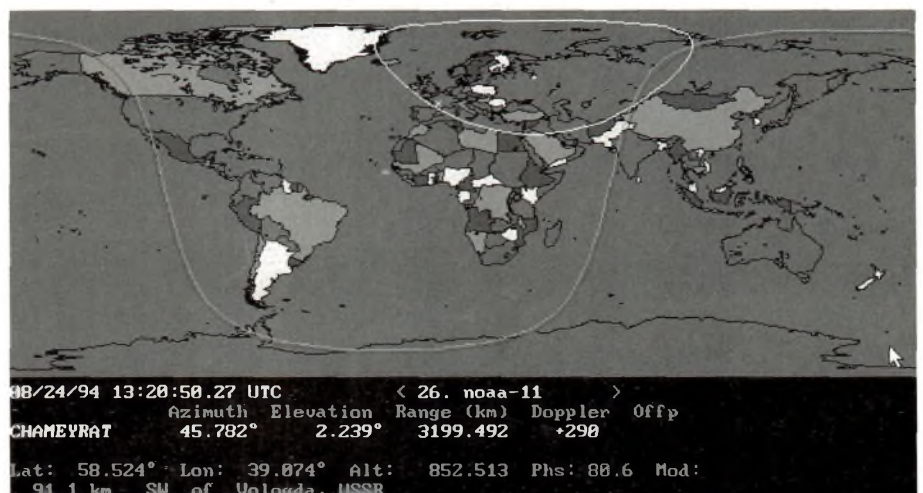 08/24/94 13:20:50.27 UTC < 26. noaa-11 >
Azimuth Elevation Range (km) Doppler Offp
CHAMEYRAT 45.782° 2.239° 3199.492 +290
Lat: 58.524° Lon: 39.074° Alt: 852.513 Phs: 80.6 Mod:
91.1 km SW of Vologda, USSR